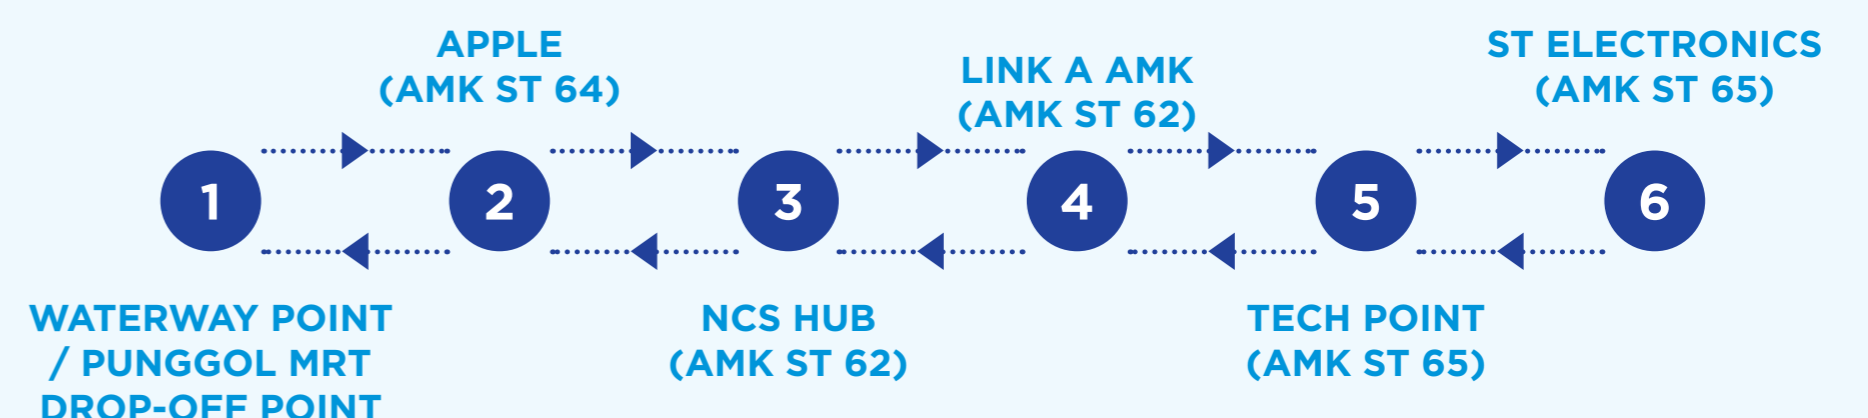 APPLE
(AMK ST 64)
LINK A AMK
(AMK ST 62)
ST ELECTRONICS
(AMK ST 65)
1
2
3
4
5
6
WATERWAY POINT
/ PUNGGOL MRT
DROP-OFF POINT
NCS HUB
(AMK ST 62)
TECH POINT
(AMK ST 65)